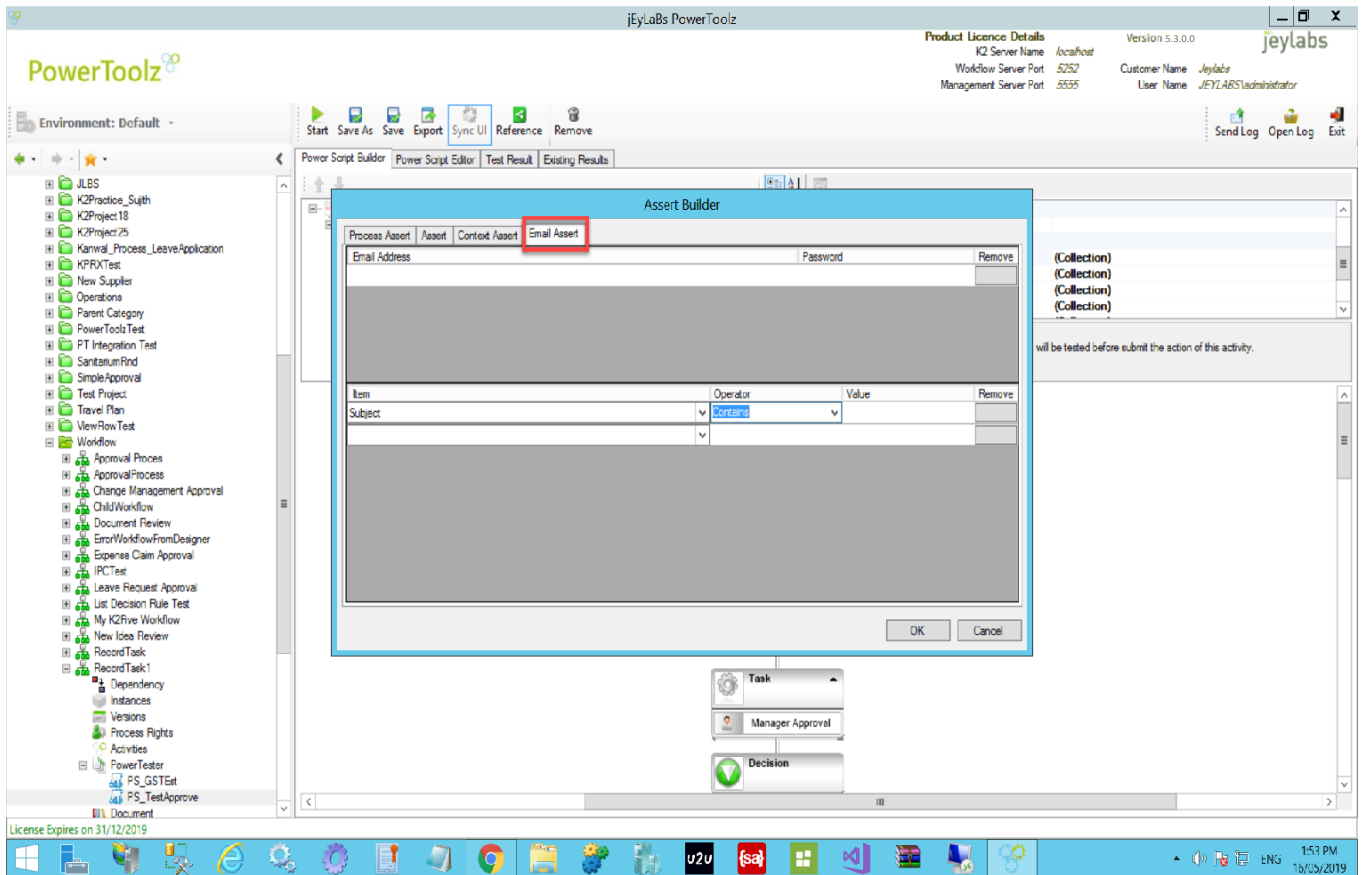 jEyLaBs PowerToolz
Product Licence Details
K2 Server Name localhost
Workflow Server Port 5252
Management Server Port 5555
Version 5.3.0.0
Customer Name Jeylabs
User Name JEYLABS\administrator
jeylabs
PowerToolz
Environment: Default
Start Save As Save Export Sync UI Reference Remove
Send Log Open Log Exit
Power Script Builder Power Script Editor Test Result Existing Results
JLBS
K2Practice_Sujith
K2Project18
K2Project25
Kanwal_Process_LeaveApplication
KPRXTest
New Supplier
Operations
Parent Category
PowerToolzTest
PT Integration Test
SantariumRnd
SimpleApproval
Test Project
Travel Plan
ViewFlowTest
Workflow
Approval Proces
ApprovalProcess
Change Management Approval
ChildWorkflow
Document Review
ErrorWorkflowFromDesigner
Expense Claim Approval
IPCTest
Leave Request Approval
List Decision Rule Test
My K2Five Workflow
New Idea Review
RecordTask
RecordTask1
Dependency
Instances
Versions
Process Rights
Activities
PowerTester
PS_GSTEst
PS_TestApprove
Document
Assert Builder
Process Assert Assert Context Assert Email Assert
Email Address Password Remove
Item Operator Value Remove
Subject Contains
OK Cancel
(Collection)
(Collection)
(Collection)
(Collection)
will be tested before submit the action of this activity.
Task
Manager Approval
Decision
License Expires on 31/12/2019
u2u
{sa}
ENG
1:53 PM
16/05/2019